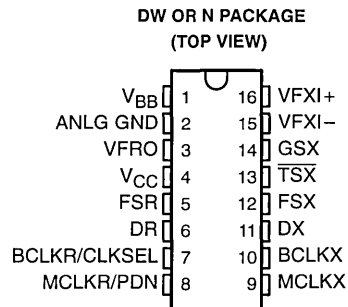 DW OR N PACKAGE
(TOP VIEW)
VBB 1 16 VFXI+
ANLG GND 2 15 VFXI−
VFRO 3 14 GSX
VCC 4 13 TSX
FSR 5 12 FSX
DR 6 11 DX
BCLKR/CLKSEL 7 10 BCLKX
MCLKR/PDN 8 9 MCLKX